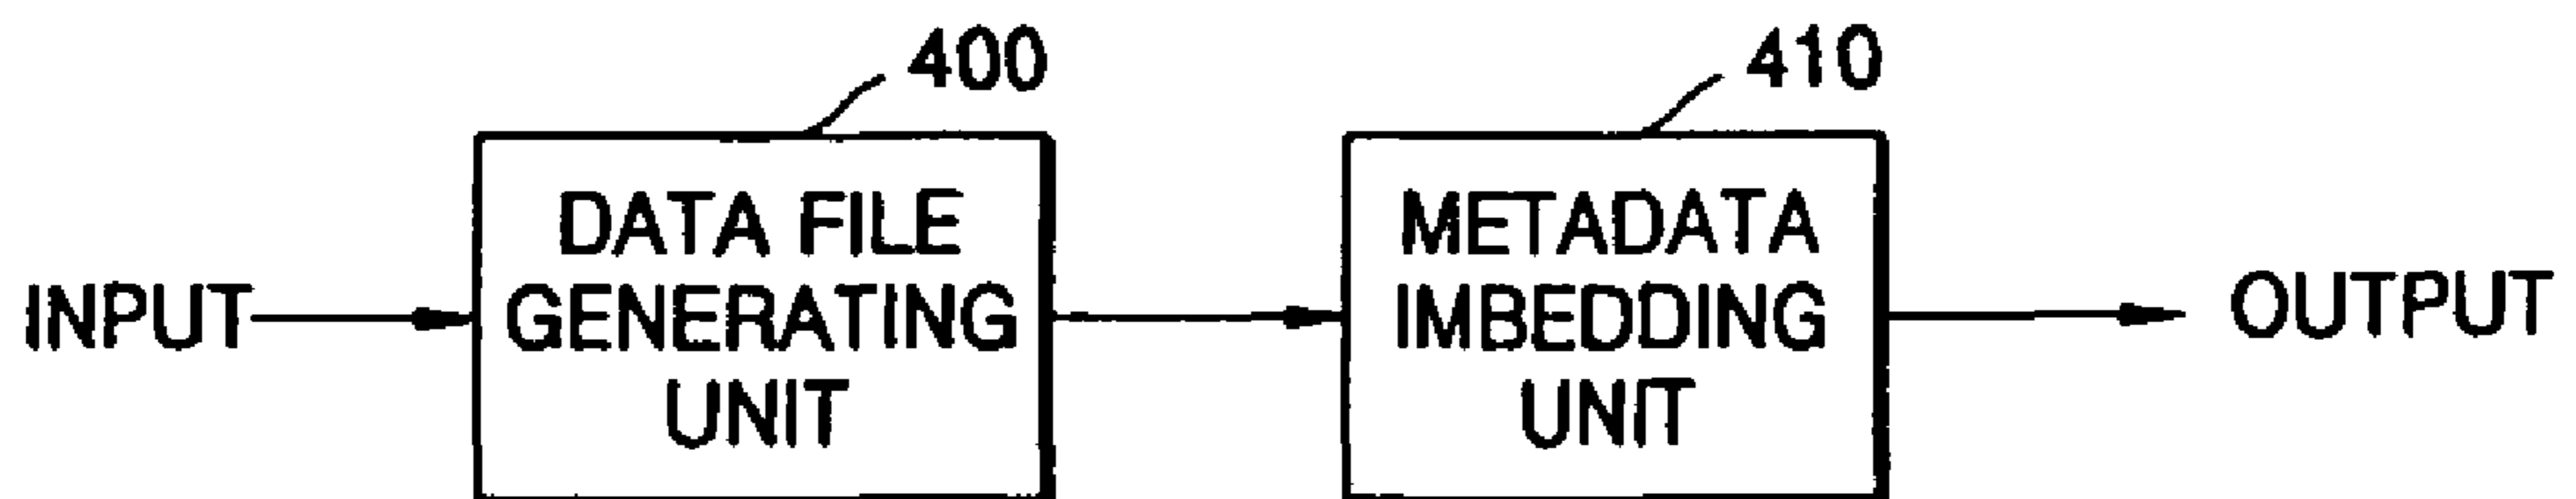 400
410
DATA FILE
GENERATING
UNIT
METADATA
IMBEDDING
UNIT
INPUT
OUTPUT